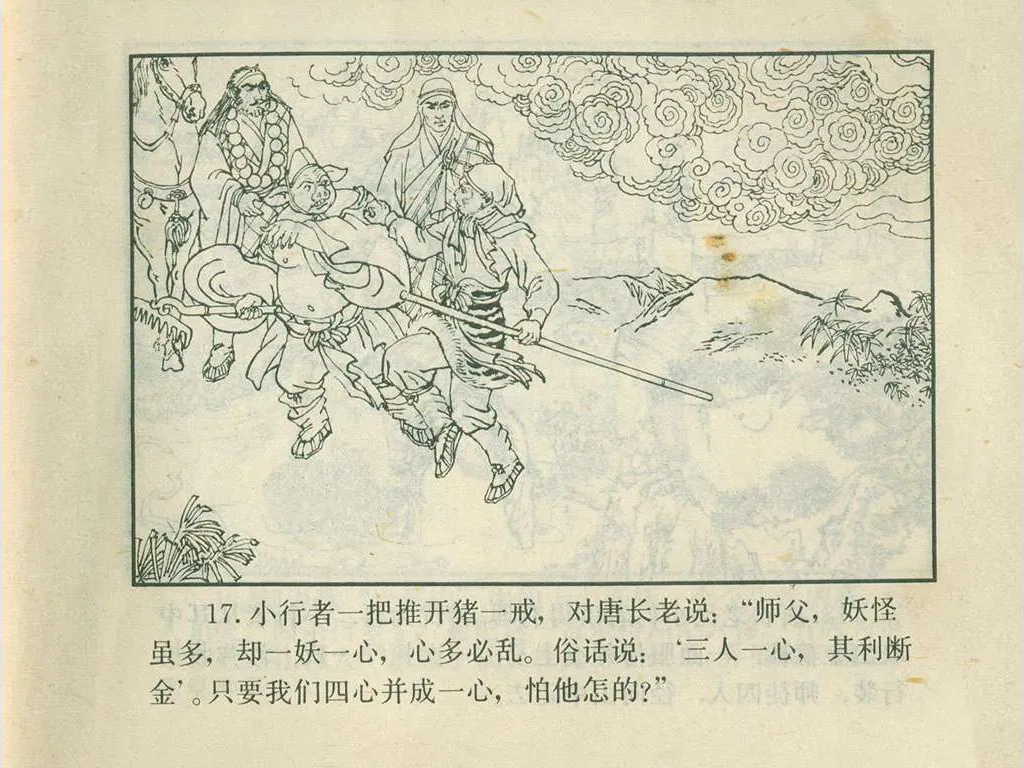 17.小行者一把推开猪一戒，对唐长老说：“师父，妖怪
虽多，却一妖一心，心多必乱。俗话说：‘三人一心，其利断
金’。只要我们四心并成一心，怕他怎的？”